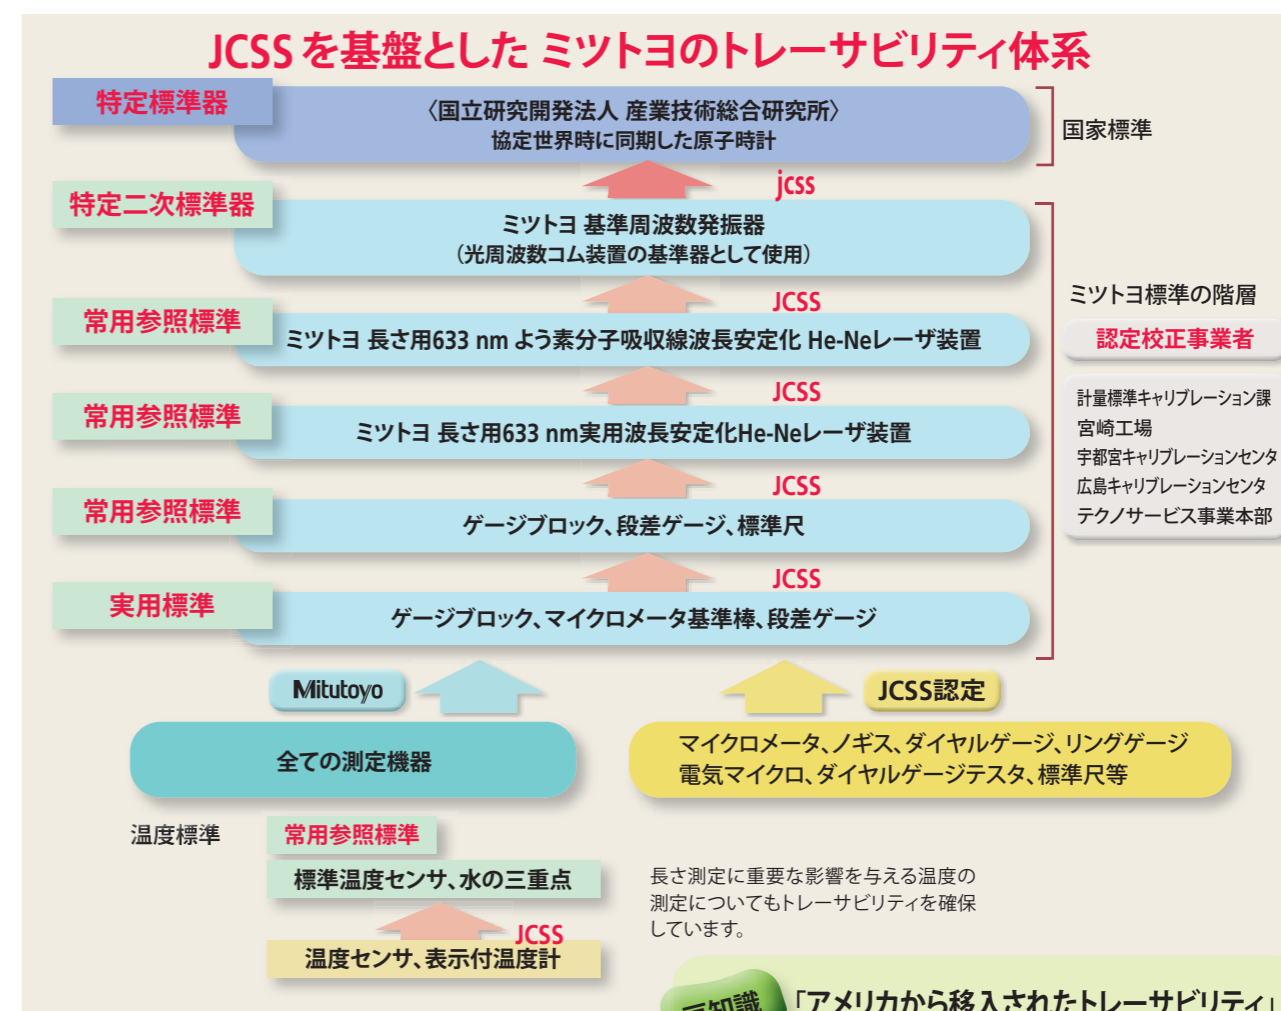 JCSSを基盤とした ミツトヨのトレーサビリティ体系
特定標準器
〈国立研究開発法人 産業技術総合研究所〉
協定世界時に同期した原子時計
国家標準
jcss
特定二次標準器
ミツトヨ 基準周波数発振器
(光周波数コム装置の基準器として使用)
ミツトヨ標準の階層
認定校正事業者
計量標準キャリブレーション課
宮崎工場
宇都宮キャリブレーションセンタ
広島キャリブレーションセンタ
テクノサービス事業本部
JCSS
常用参照標準
ミツトヨ 長さ用633 nm よう素分子吸収線波長安定化 He-Neレーザ装置
JCSS
常用参照標準
ミツトヨ 長さ用633 nm実用波長安定化He-Neレーザ装置
JCSS
常用参照標準
ゲージブロック、段差ゲージ、標準尺
JCSS
実用標準
ゲージブロック、マイクロメータ基準棒、段差ゲージ
Mitutoyo
全ての測定機器
JCSS認定
マイクロメータ、ノギス、ダイヤルゲージ、リングゲージ
電気マイクロ、ダイヤルゲージテスタ、標準尺等
温度標準
常用参照標準
標準温度センサ、水の三重点
JCSS
温度センサ、表示付温度計
長さ測定に重要な影響を与える温度の
測定についてもトレーサビリティを確保
しています。
知識
「アメリカから移入されたトレーサビリティ」